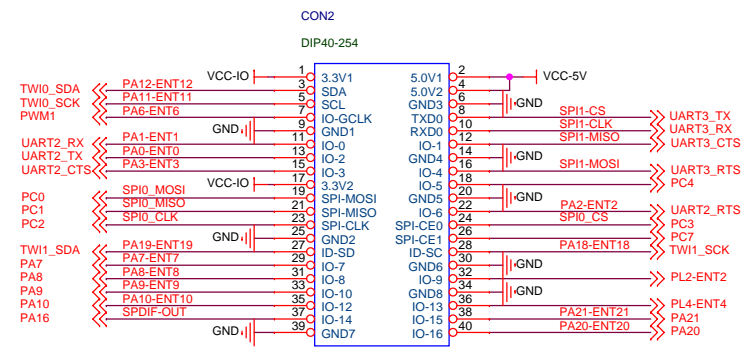 CON2
DIP40-254
VCC-IO 1 3.3V1 5.0V1 2 VCC-5V
TWI0_SDA PA12-ENT12 3 SDA 5.0V2 4
TWI0_SCK PA11-ENT11 5 SCL GND3 6 GND
PWM1 PA6-ENT6 7 IO-GCLK TXD0 8 SPI1-CS UART3_TX
GND 9 GND1 RXD0 10 SPI1-CLK UART3_RX
UART2_RX PA1-ENT1 11 IO-0 IO-1 12 SPI1-MISO UART3_CTS
UART2_TX PA0-ENT0 13 IO-2 GND4 14 GND
UART2_CTS PA3-ENT3 15 IO-3 IO-4 16 SPI1-MOSI UART3_RTS
VCC-IO 17 3.3V2 IO-5 18 PC4
PC0 SPI0_MOSI 19 SPI-MOSI GND5 20 GND
PC1 SPI0_MISO 21 SPI-MISO IO-6 22 PA2-ENT2 UART2_RTS
PC2 SPI0_CLK 23 SPI-CLK SPI-CE0 24 SPI0_CS PC3
GND 25 GND2 SPI-CE1 26 PC7
TWI1_SDA PA19-ENT19 27 ID-SD ID-SC 28 PA18-ENT18 TWI1_SCK
PA7 PA7-ENT7 29 IO-7 GND6 30 GND
PA8 PA8-ENT8 31 IO-8 IO-9 32 PL2-ENT2
PA9 PA9-ENT9 33 IO-10 GND8 34 GND
PA10 PA10-ENT10 35 IO-12 IO-13 36 PL4-ENT4
PA16 SPDIF-OUT 37 IO-14 IO-15 38 PA21-ENT21 PA21
GND 39 GND7 IO-16 40 PA20-ENT20 PA20